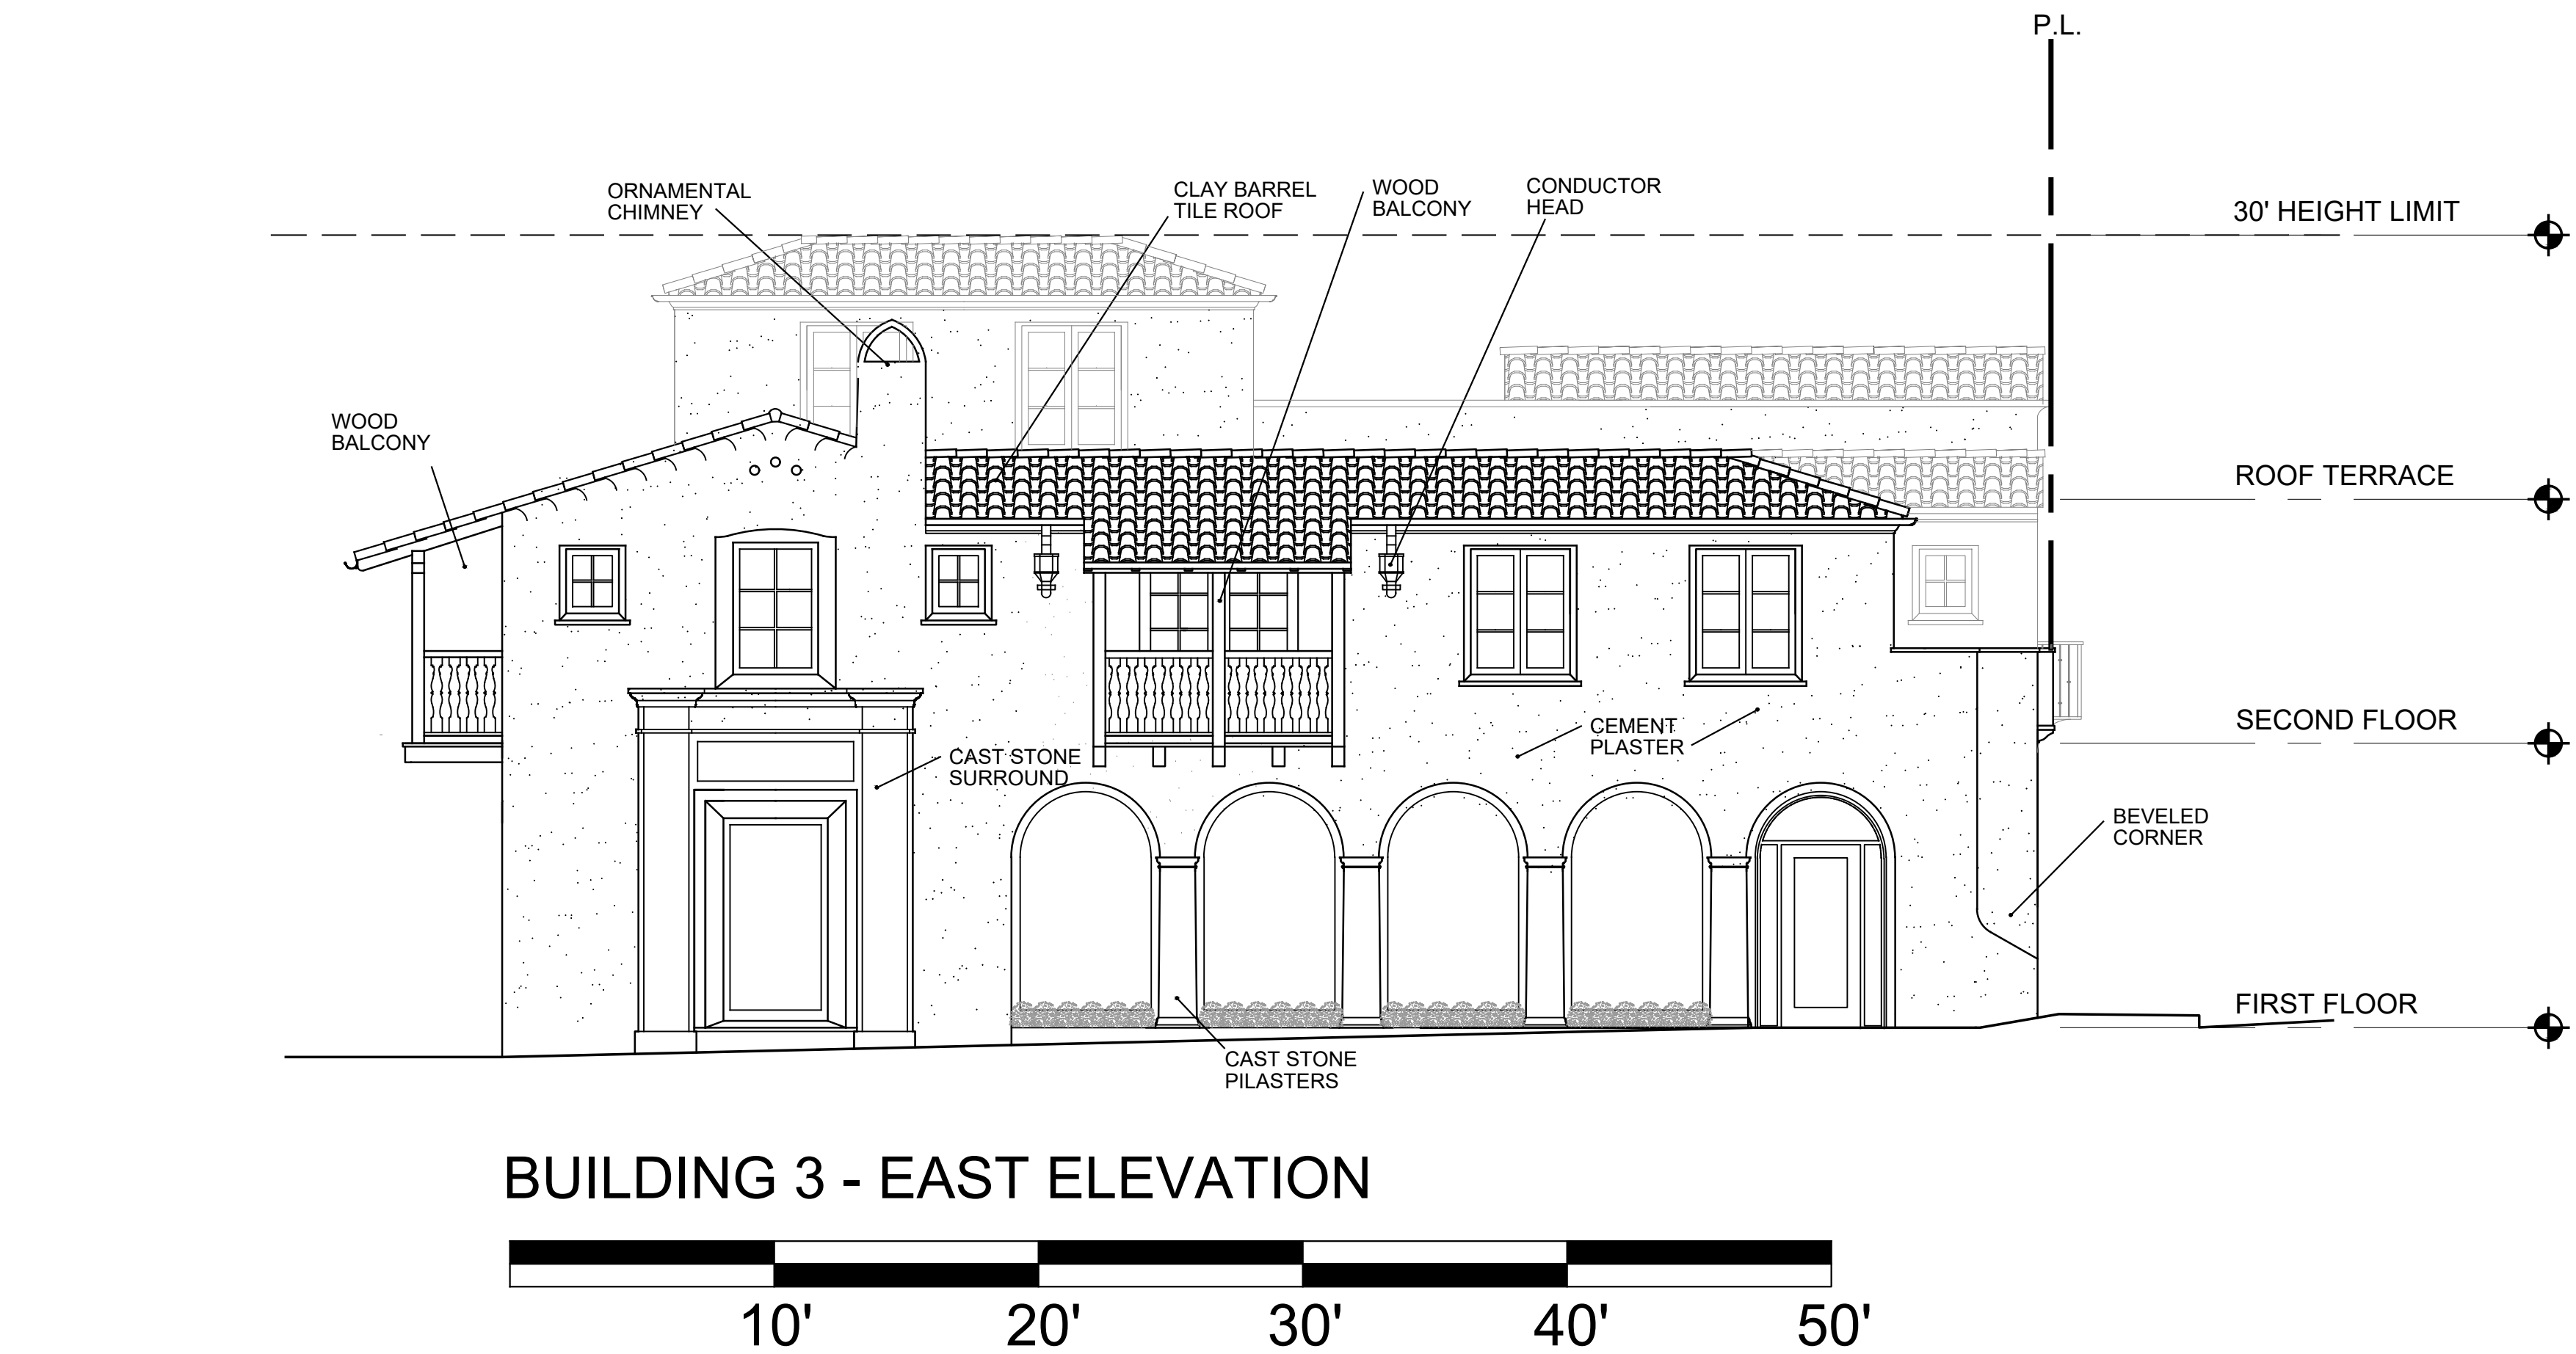 P.L.
ORNAMENTAL
CHIMNEY
CLAY BARREL
TILE ROOF
WOOD
BALCONY
CONDUCTOR
HEAD
30' HEIGHT LIMIT
WOOD
BALCONY
ROOF TERRACE
SECOND FLOOR
CEMENT
PLASTER
CAST STONE
SURROUND
BEVELED
CORNER
FIRST FLOOR
CAST STONE
PILASTERS
BUILDING 3 - EAST ELEVATION
10' 20' 30' 40' 50'